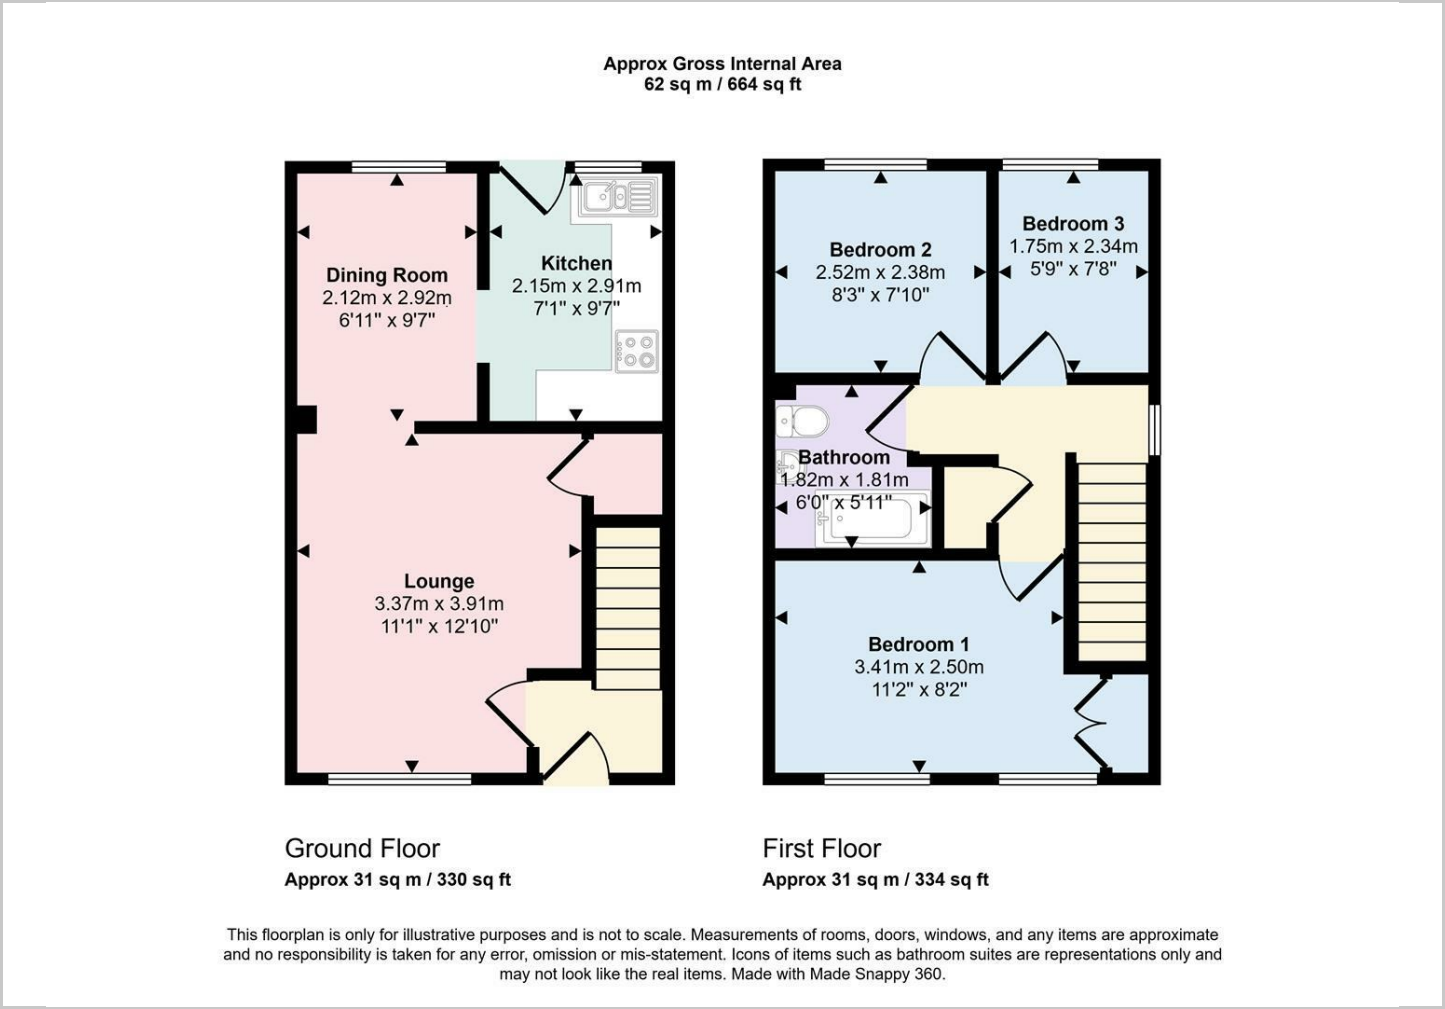 Approx Gross Internal Area
62 sq m / 664 sq ft
Dining Room
2.12m x 2.92m
6'11" x 9'7"
Kitchen
2.15m x 2.91m
7'1" x 9'7"
Lounge
3.37m x 3.91m
11'1" x 12'10"
Bedroom 2
2.52m x 2.38m
8'3" x 7'10"
Bedroom 3
1.75m x 2.34m
5'9" x 7'8"
Bathroom
1.82m x 1.81m
6'0" x 5'11"
Bedroom 1
3.41m x 2.50m
11'2" x 8'2"
Ground Floor
Approx 31 sq m / 330 sq ft
First Floor
Approx 31 sq m / 334 sq ft
This floorplan is only for illustrative purposes and is not to scale. Measurements of rooms, doors, windows, and any items are approximate
and no responsibility is taken for any error, omission or mis-statement. Icons of items such as bathroom suites are representations only and
may not look like the real items. Made with Made Snappy 360.